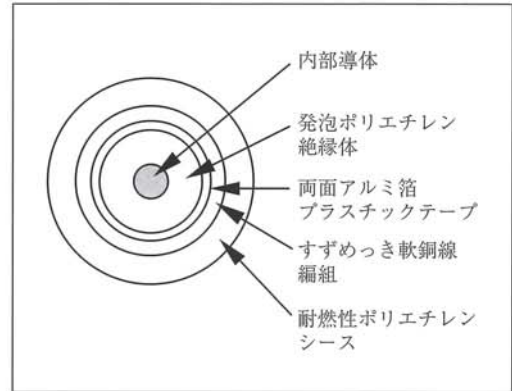 内部導体
発泡ポリエチレン
絶縁体
両面アルミ箔
プラスチックテープ
すずめっき軟銅線
編組
耐燃性ポリエチレン
シース